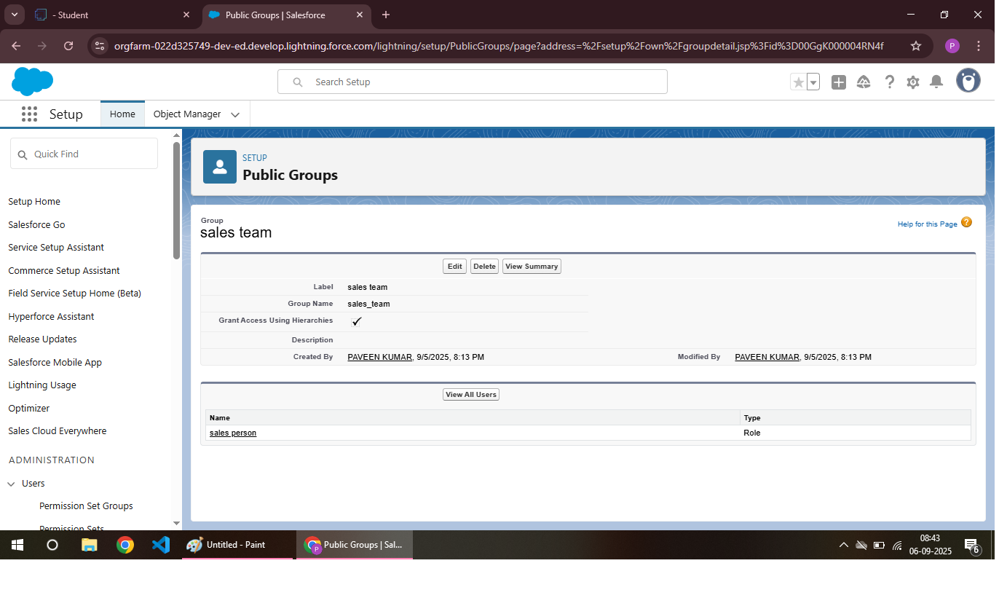 - Student
Public Groups | Salesforce
orgfarm-022d325749-dev-ed.develop.lightning.force.com/lightning/setup/PublicGroups/page?address=%2Fsetup%2Fown%2Fgroupdetail.jsp%3Fid%3D00GgK000004RN4f
P
Search Setup
Setup
Home
Object Manager
Quick Find
Setup Home
Salesforce Go
Service Setup Assistant
Commerce Setup Assistant
Field Service Setup Home (Beta)
Hyperforce Assistant
Release Updates
Salesforce Mobile App
Lightning Usage
Optimizer
Sales Cloud Everywhere
ADMINISTRATION
Users
Permission Set Groups
Permission Sets
SETUP
Public Groups
Group
sales team
Help for this Page ?
Edit Delete View Summary
Label sales team
Group Name sales_team
Grant Access Using Hierarchies
Description
Created By PAVEEN KUMAR, 9/5/2025, 8:13 PM Modified By PAVEEN KUMAR, 9/5/2025, 8:13 PM
View All Users
Name Type
sales person Role
Untitled - Paint
P
Public Groups | Sal...
08:43
06-09-2025
6